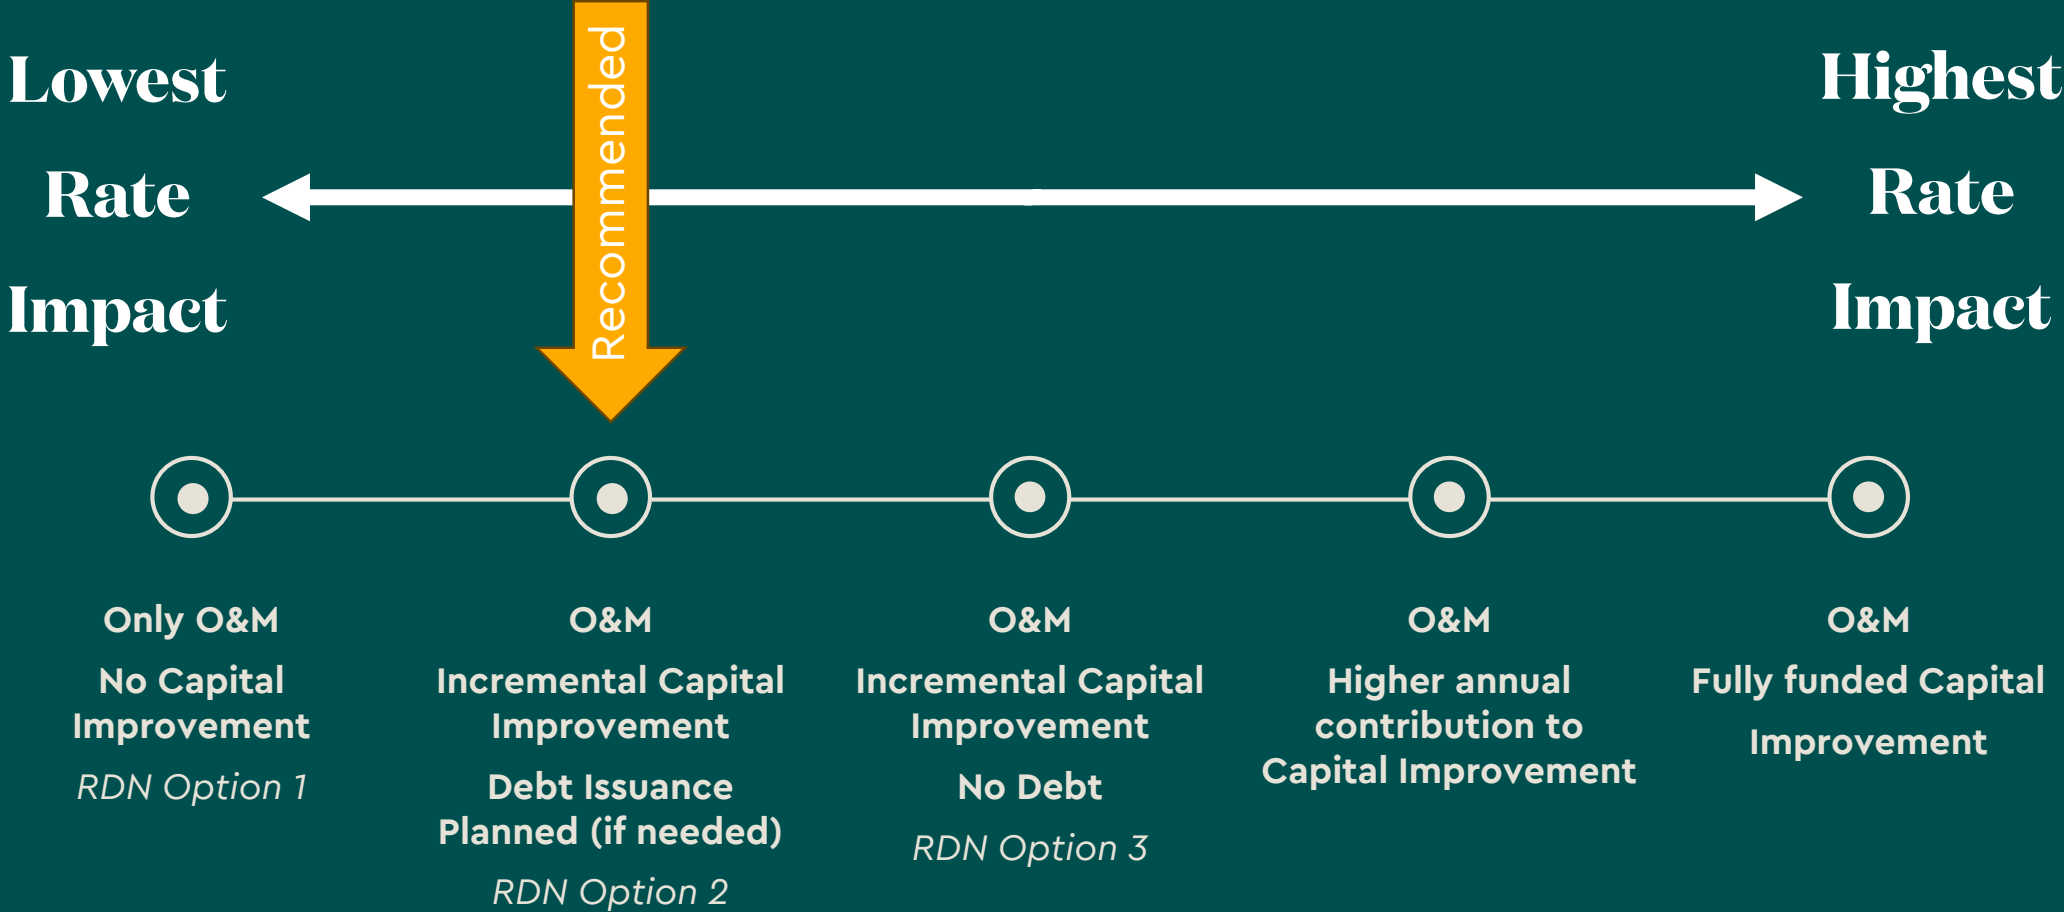 Lowest
Rate
Impact
Recommended
Highest
Rate
Impact
Only O&M
No Capital
Improvement
RDN Option 1
O&M
Incremental Capital
Improvement
Debt Issuance
Planned (if needed)
RDN Option 2
O&M
Incremental Capital
Improvement
No Debt
RDN Option 3
O&M
Higher annual
contribution to
Capital Improvement
O&M
Fully funded Capital
Improvement